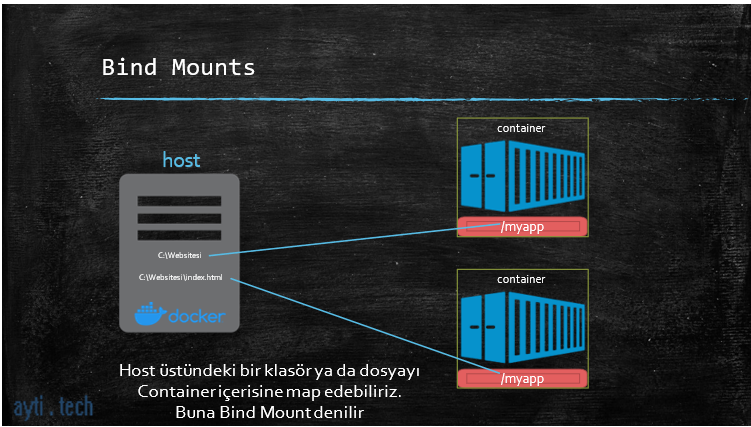 Bind Mounts
host
C:\Websitesi
C:\Websitesi\index.html
docker
container
/myapp
container
/myapp
Host üstündeki bir klasör ya da dosyayı
Container içerisine map edebiliriz.
Buna Bind Mount denilir
ayti.tech